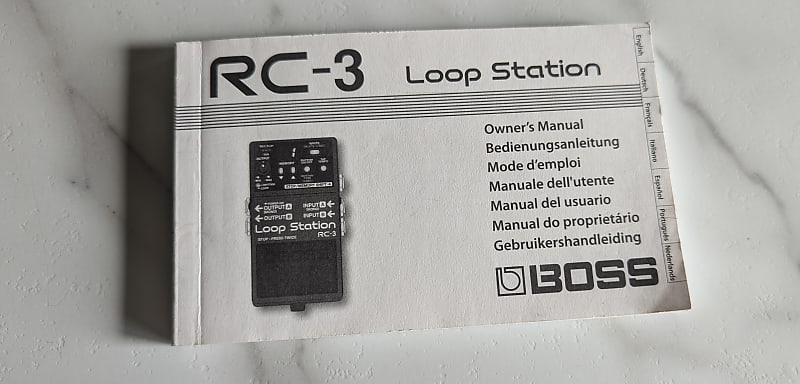 RC-3 Loop Station
English
Deutsch
Français
Italiano
Español
Português
Nederlands
Owner's Manual
Bedienungsanleitung
Mode d'emploi
Manuale dell'utente
Manual del usuario
Manual do proprietário
Gebruikershandleiding
BOSS
MEMORY
OUTPUT A
INPUT A
OUTPUT B
INPUT B
Loop Station
RC-3